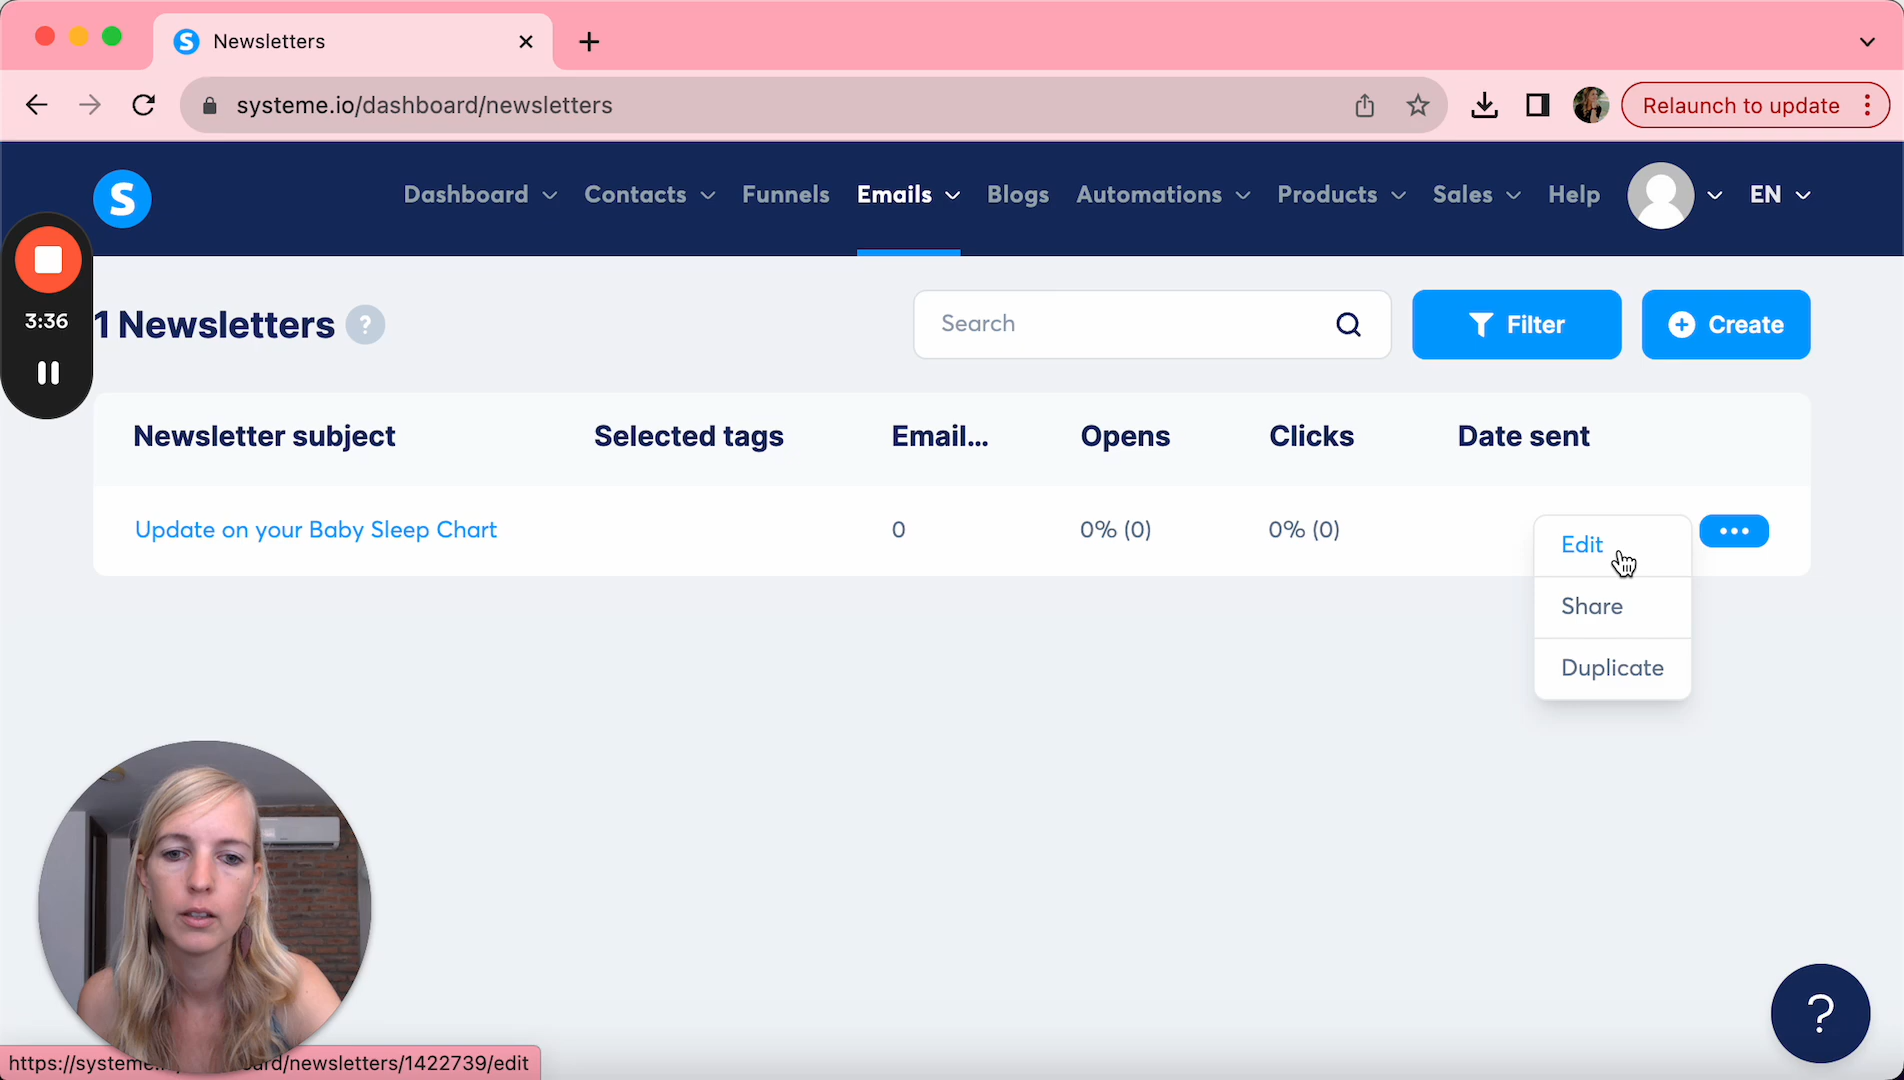 Newsletters
systeme.io/dashboard/newsletters
Relaunch to update
S
Dashboard
Contacts
Funnels
Emails
Blogs
Automations
Products
Sales
Help
EN
3:36
1 Newsletters ?
Search
Filter
Create
Newsletter subject
Selected tags
Email...
Opens
Clicks
Date sent
Update on your Baby Sleep Chart
0
0% (0)
0% (0)
Edit
Share
Duplicate
?
https://systeme. ard/newsletters/1422739/edit